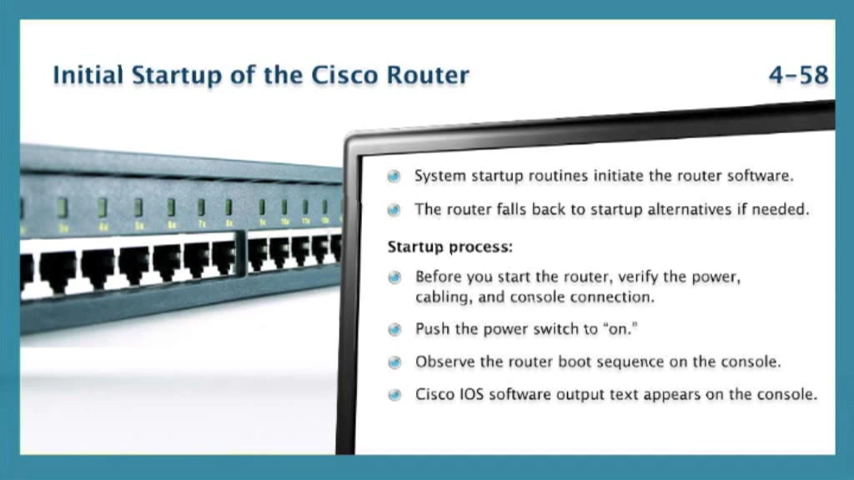 Initial Startup of the Cisco Router
4-58
System startup routines initiate the router software.
The router falls back to startup alternatives if needed.
Startup process:
Before you start the router, verify the power,
cabling, and console connection.
Push the power switch to “on.”
Observe the router boot sequence on the console.
Cisco IOS software output text appears on the console.